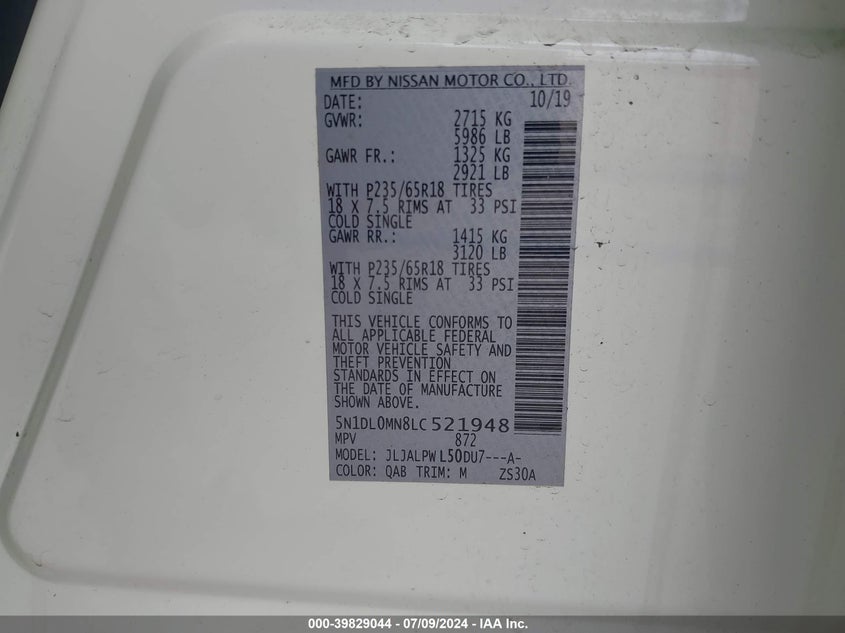 MFD BY NISSAN MOTOR CO., LTD.
DATE: 10/19
GVWR: 2715 KG
5986 LB
GAWR FR.: 1325 KG
2921 LB
WITH P235/65R18 TIRES
18 X 7.5 RIMS AT 33 PSI
COLD SINGLE
GAWR RR.: 1415 KG
3120 LB
WITH P235/65R18 TIRES
18 X 7.5 RIMS AT 33 PSI
COLD SINGLE
THIS VEHICLE CONFORMS TO
ALL APPLICABLE FEDERAL
MOTOR VEHICLE SAFETY AND
THEFT PREVENTION
STANDARDS IN EFFECT ON
THE DATE OF MANUFACTURE
SHOWN ABOVE.
5N1DL0MN8LC521948
MPV 872
MODEL: JLJALPWL50DU7---A-
COLOR: QAB TRIM: M ZS30A
000-39829044 - 07/09/2024 - IAA Inc.